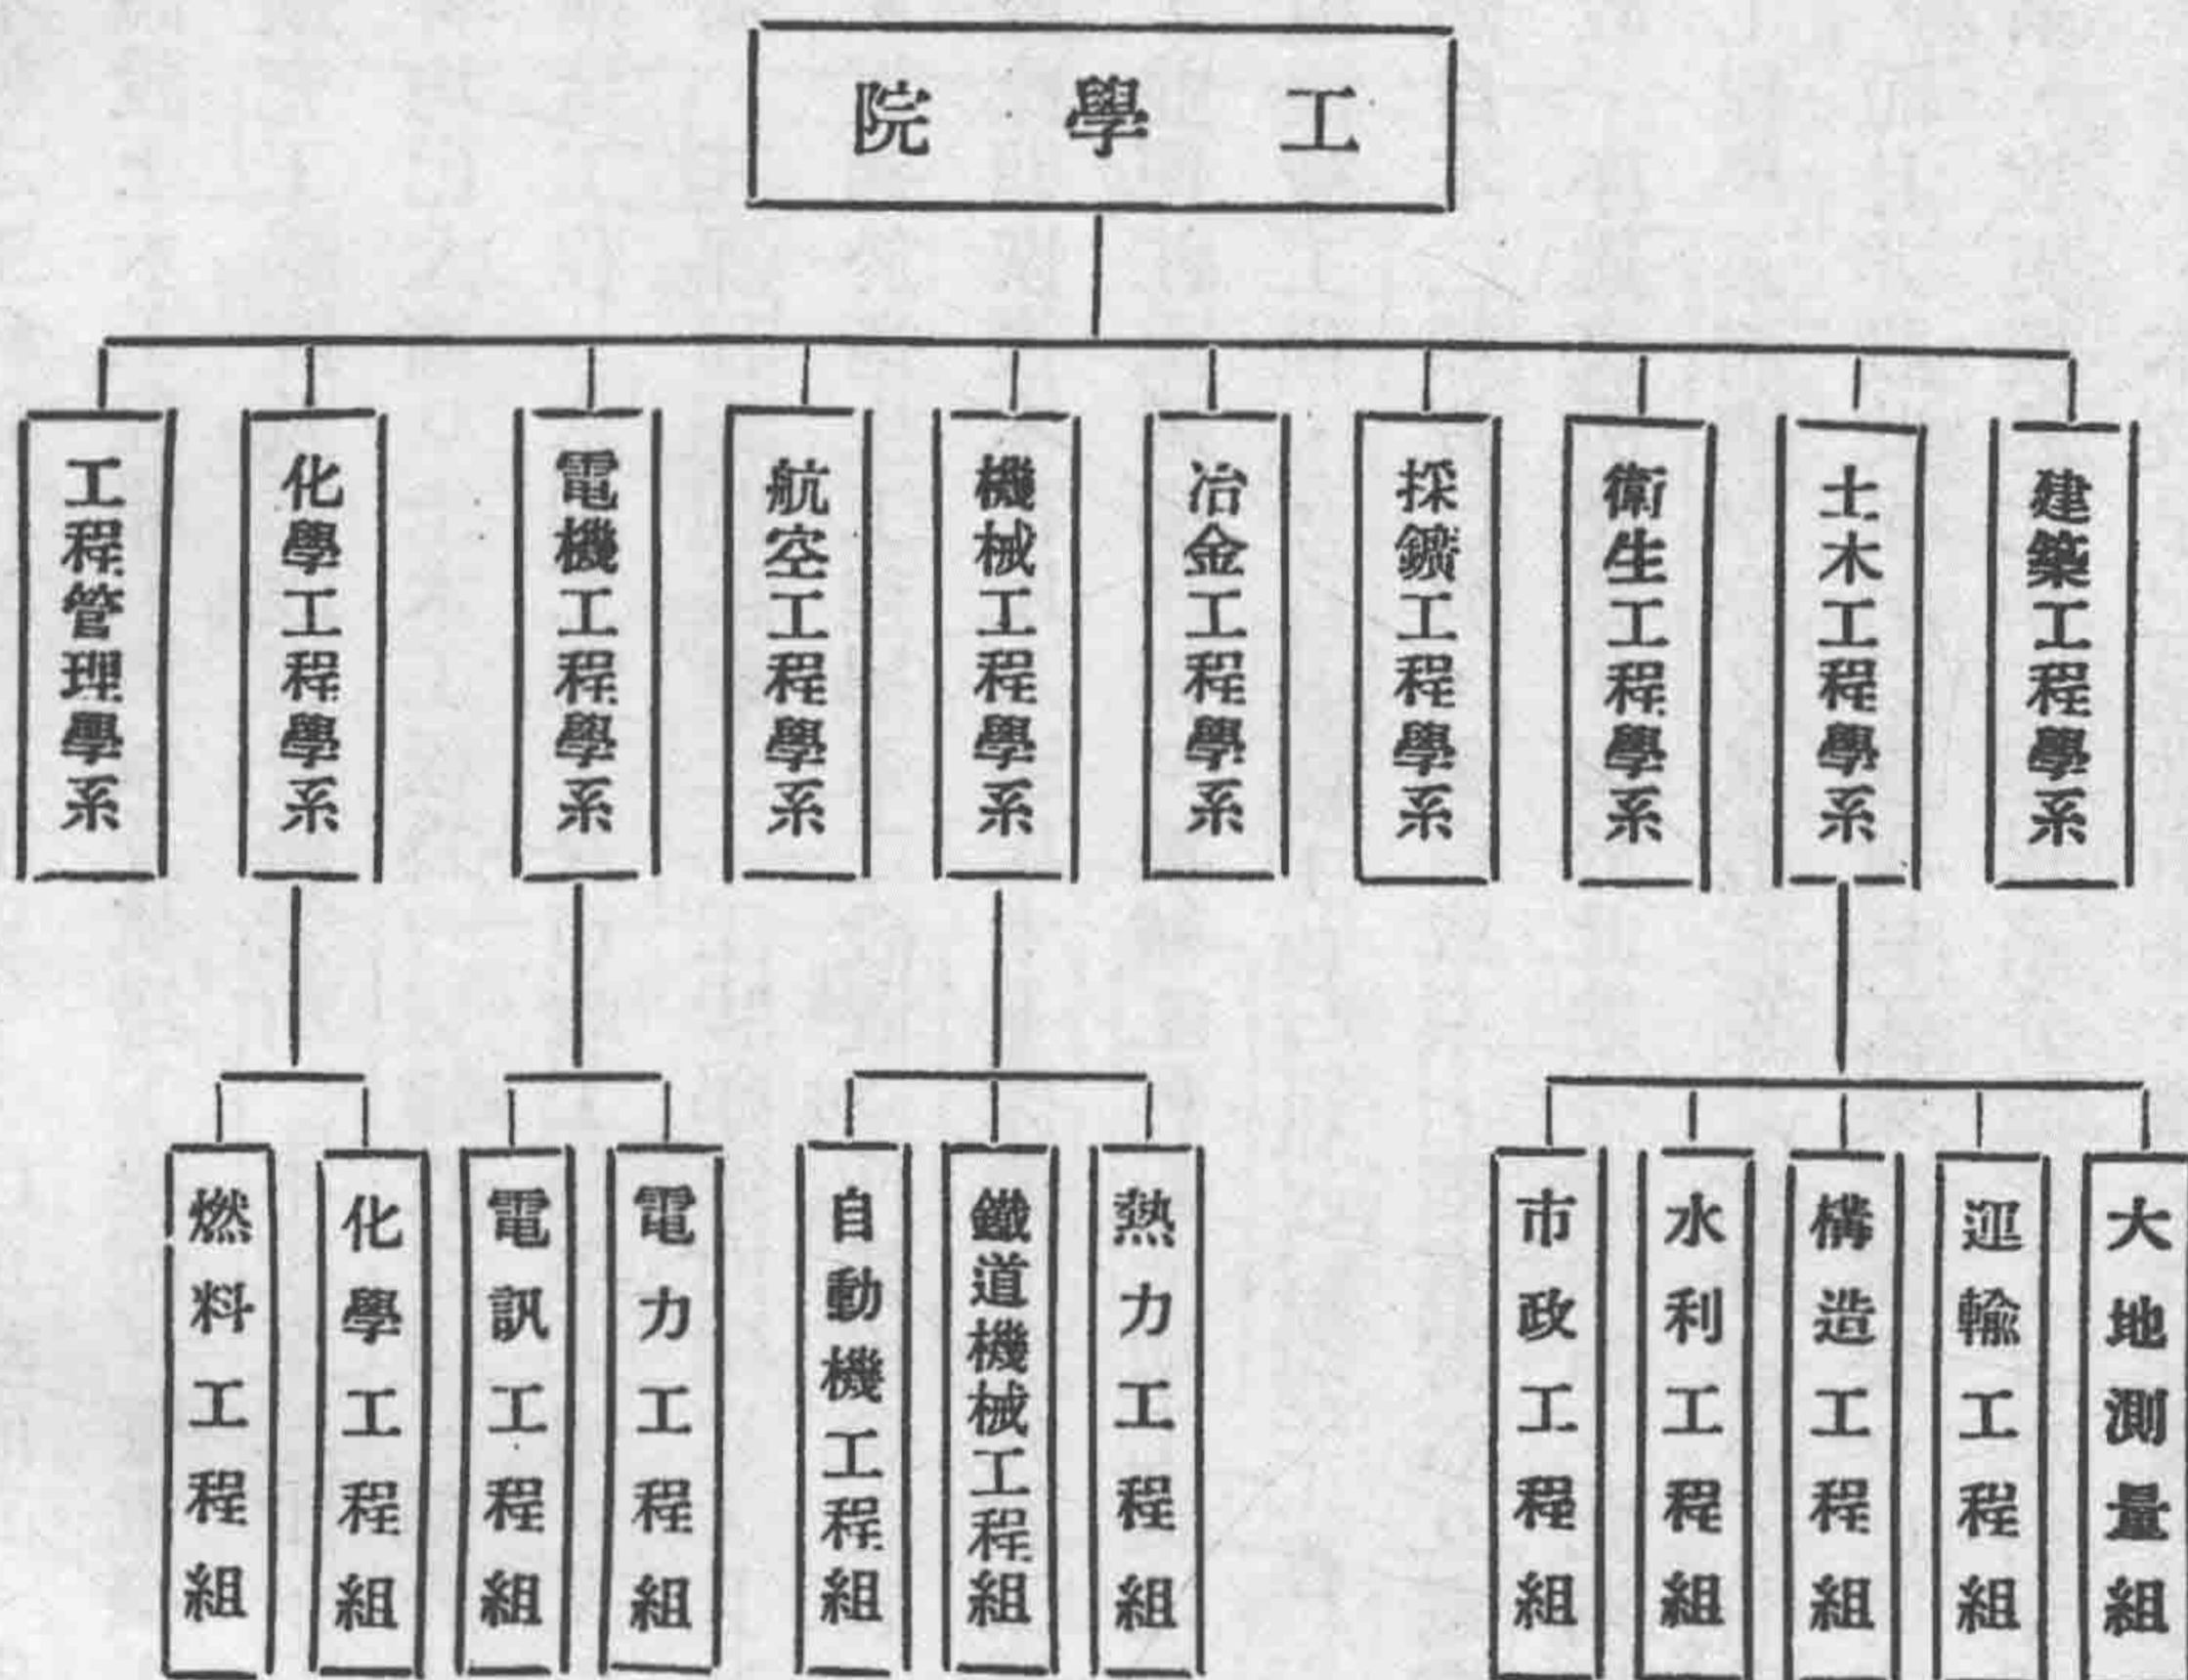 工學院
建築工程學系
土木工程學系
衛生工程學系
採鑛工程學系
冶金工程學系
機械工程學系
航空工程學系
電機工程學系
化學工程學系
工程管理學系
大地測量組
運輸工程組
構造工程組
水利工程組
市政工程組
熱力工程組
鐵道機械工程組
自動機工程組
電力工程組
電訊工程組
化學工程組
燃料工程組